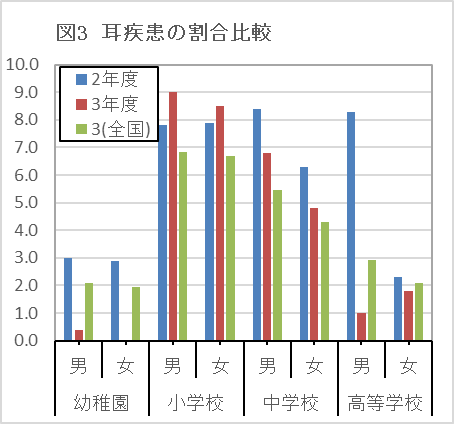 図3 耳疾患の割合比較
10.0
9.0
8.0
7.0
6.0
5.0
4.0
3.0
2.0
1.0
0.0
2年度
3年度
3(全国)
男 女 男 女 男 女 男 女
幼稚園 小学校 中学校 高等学校